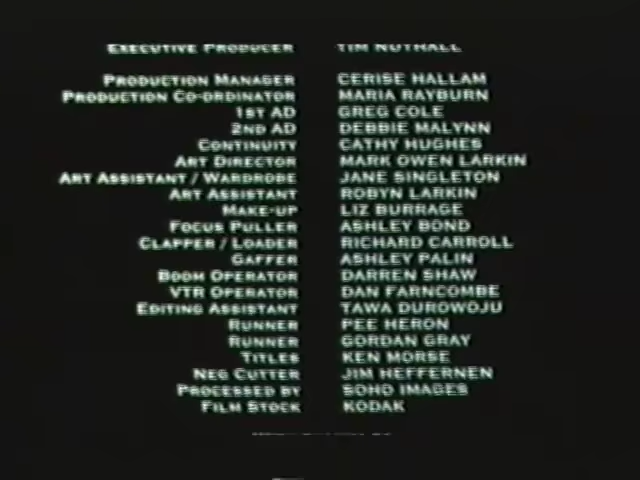 EXECUTIVE PRODUCER TIM NUTHALL
PRODUCTION MANAGER CERISE HALLAM
PRODUCTION CO-ORDINATOR MARIA RAYBURN
1ST AD GREG COLE
2ND AD DEBBIE MALYNN
CONTINUITY CATHY HUGHES
ART DIRECTOR MARK OWEN LARKIN
ART ASSISTANT / WARDROBE JANE SINGLETON
ART ASSISTANT ROBYN LARKIN
MAKE-UP LIZ BURRAGE
FOCUS PULLER ASHLEY BOND
CLAPPER / LOADER RICHARD CARROLL
GAFFER ASHLEY PALIN
BOOM OPERATOR DARREN SHAW
VTR OPERATOR DAN FARNCOMBE
EDITING ASSISTANT TAWA DUROWOJU
RUNNER PEE HERON
RUNNER GORDAN GRAY
TITLES KEN MORSE
NEG CUTTER JIM HEFFERNEN
PROCESSED BY SOHO IMAGES
FILM STOCK KODAK